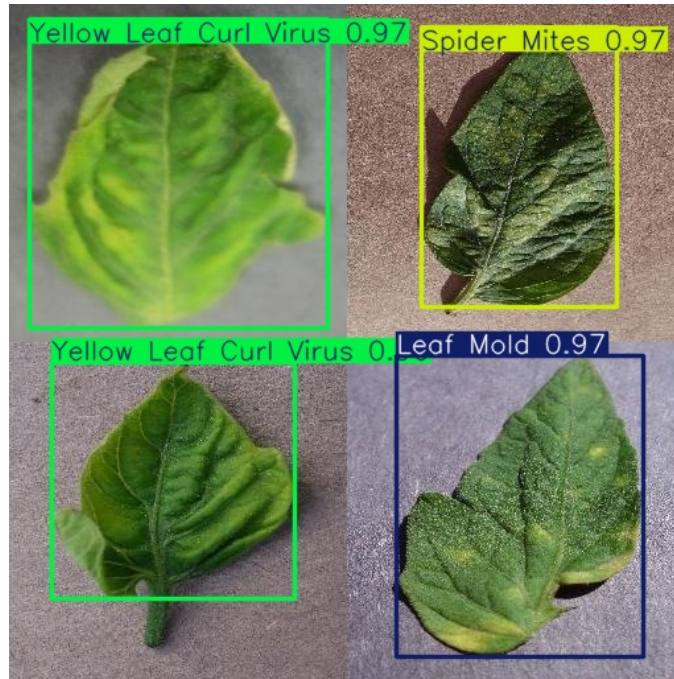 Yellow Leaf Curl Virus 0.97
Spider Mites 0.97
Yellow Leaf Curl Virus
Leaf Mold 0.97